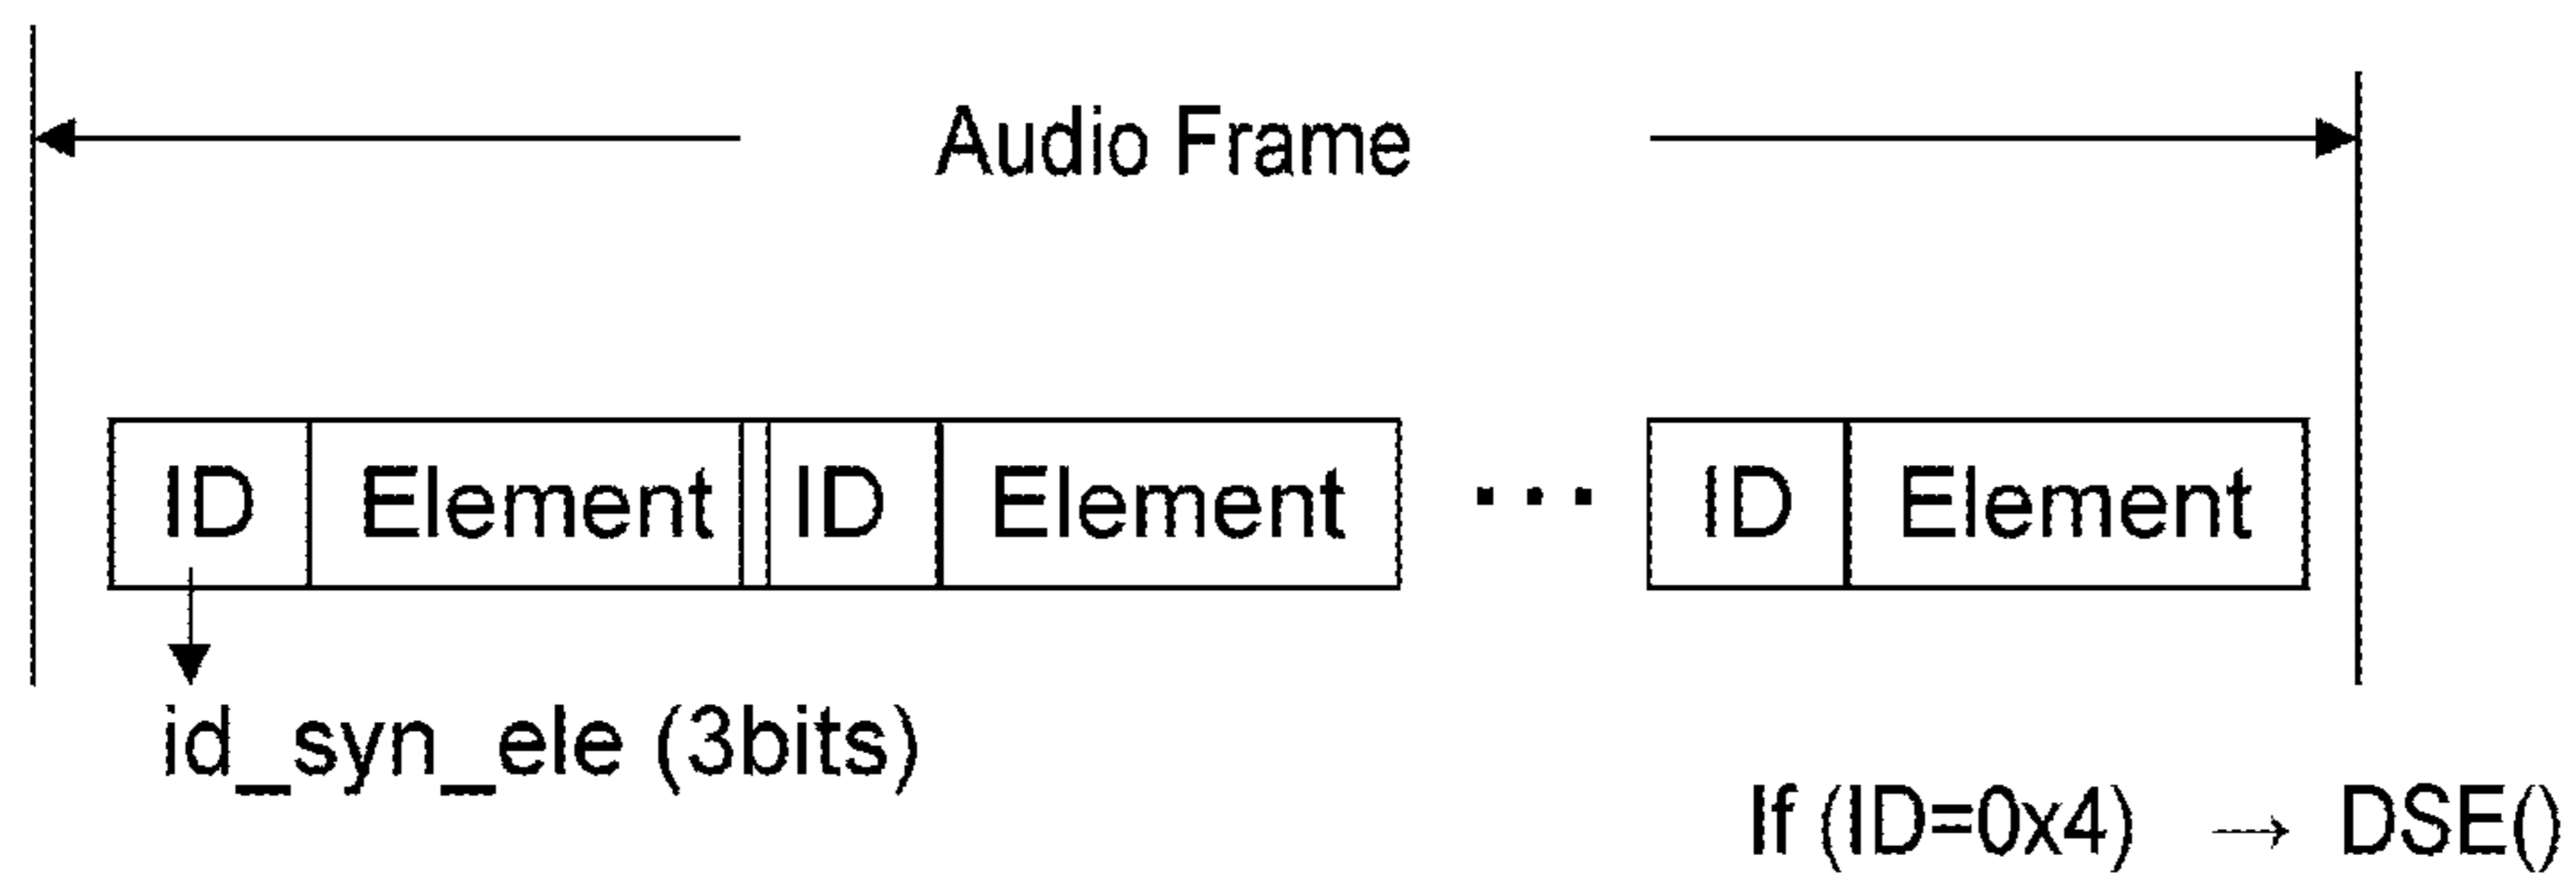 Audio Frame
ID Element ID Element ... ID Element
id_syn_ele (3bits)
If (ID=0x4) → DSE()